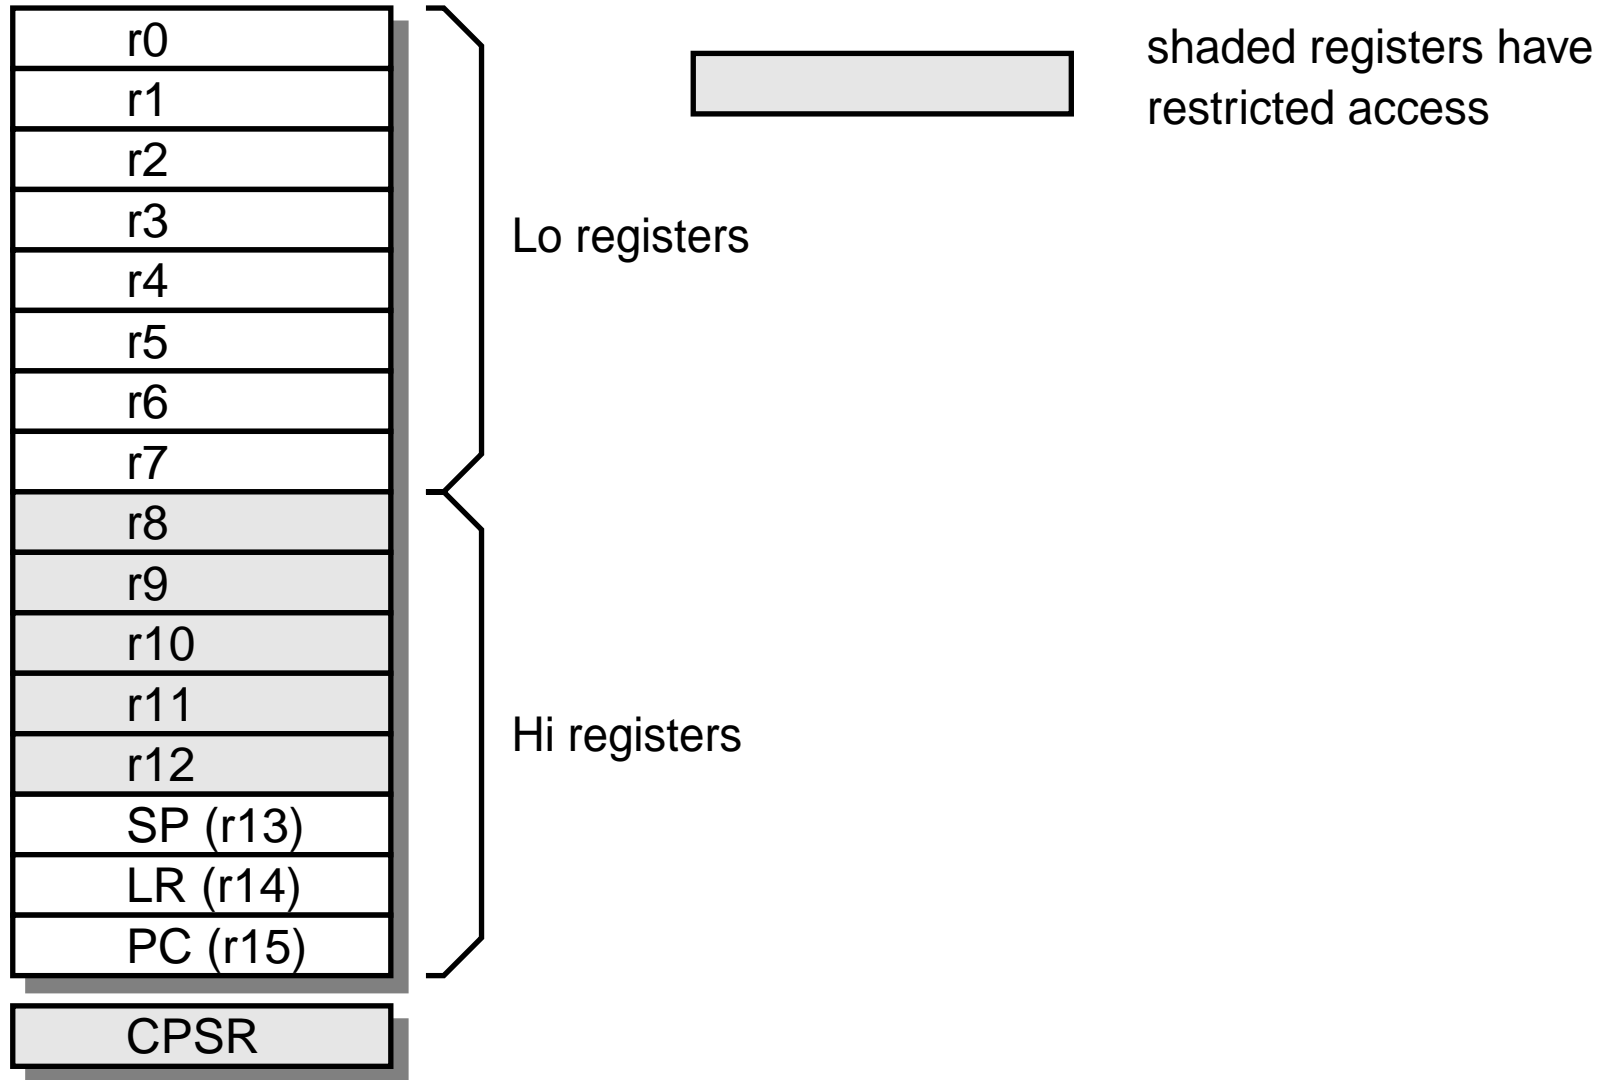 r0
r1
r2
r3
r4
r5
r6
r7
r8
r9
r10
r11
r12
SP (r13)
LR (r14)
PC (r15)
CPSR
Lo registers
Hi registers
shaded registers have
restricted access